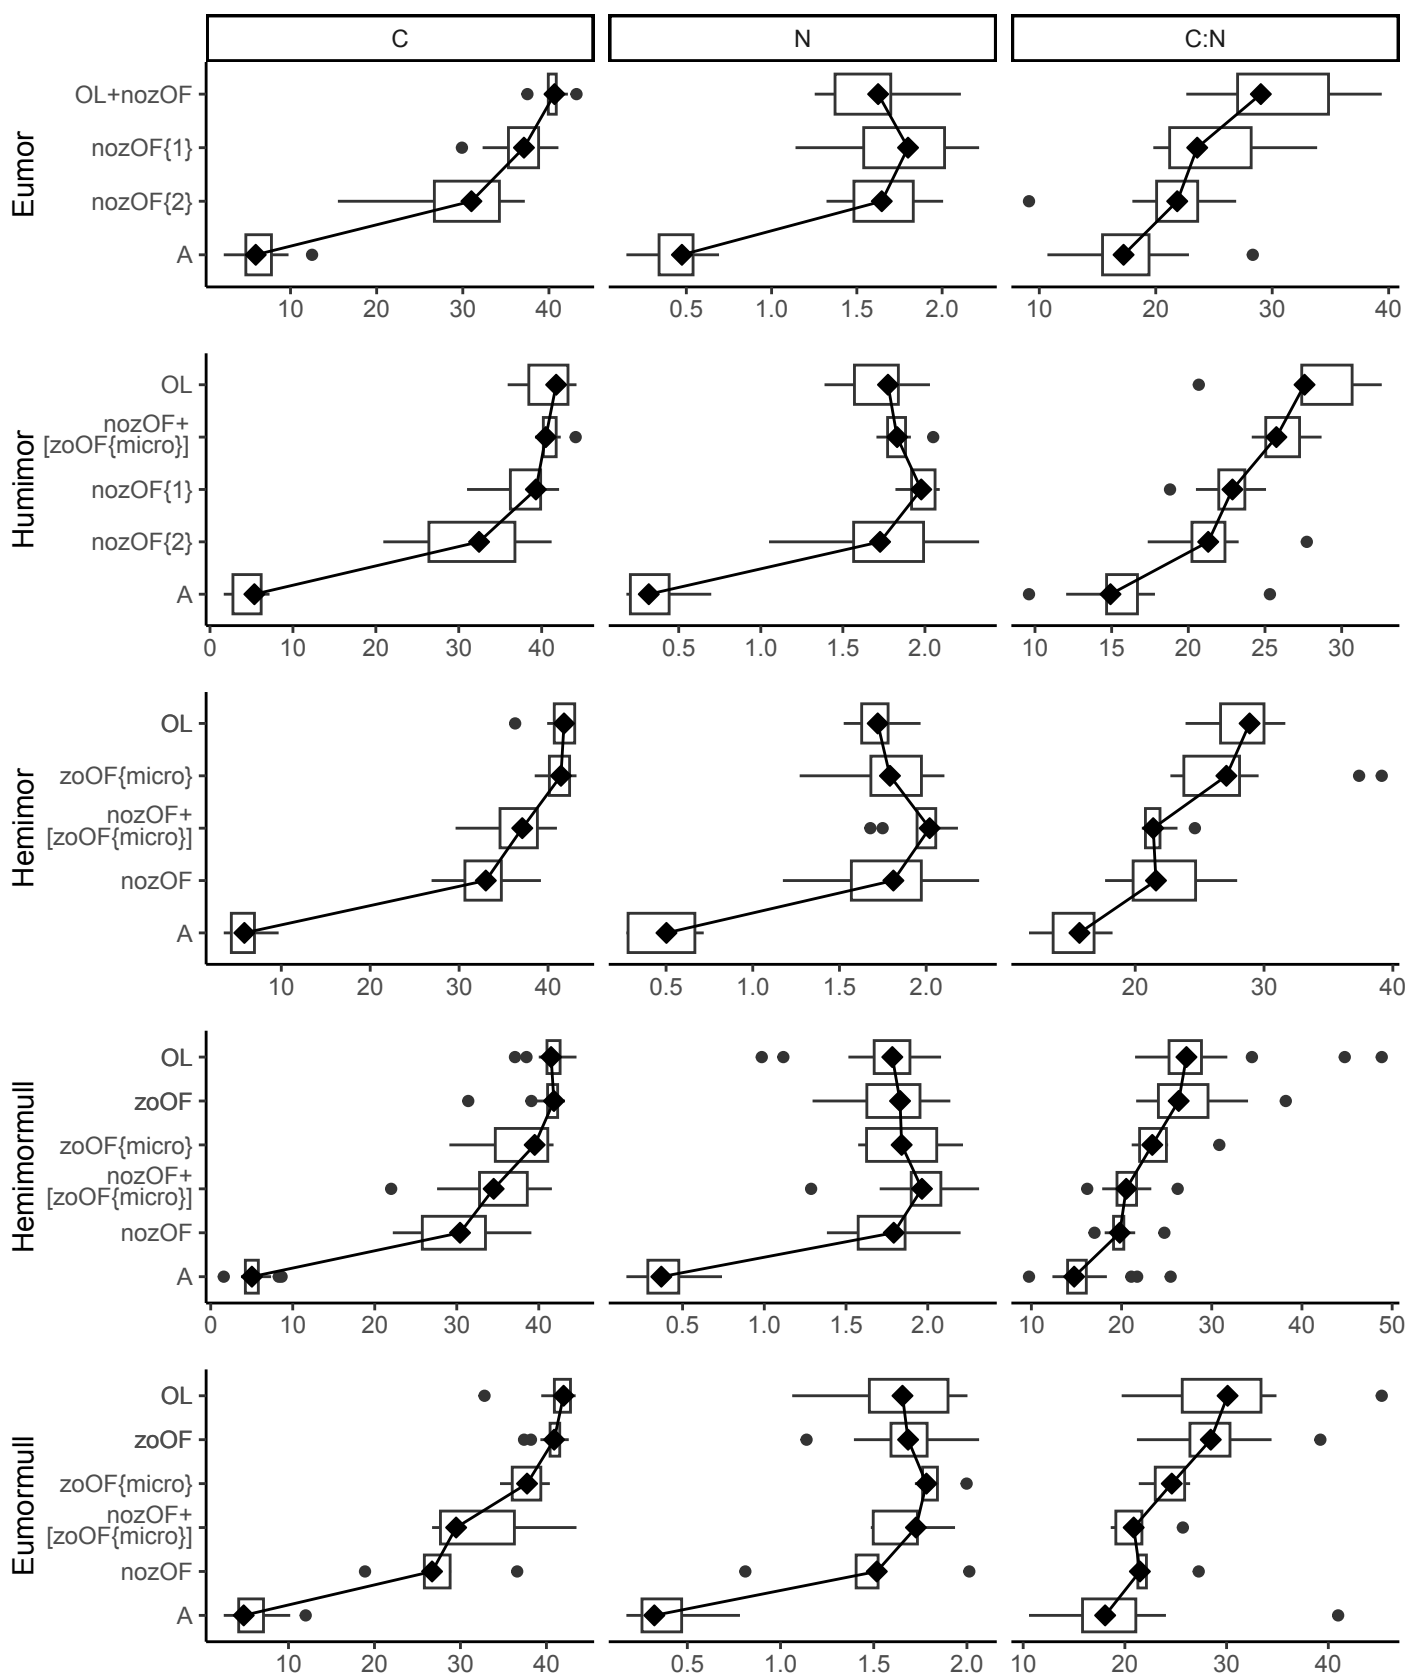 C N C:N
Eumor
OL+nozOF
nozOF{1}
nozOF{2}
A
10 20 30 40 0.5 1.0 1.5 2.0 10 20 30 40
Humimor
OL
nozOF+
[zoOF{micro}]
nozOF{1}
nozOF{2}
A
0 10 20 30 40 0.5 1.0 1.5 2.0 10 15 20 25 30
Hemimor
OL
zoOF{micro}
nozOF+
[zoOF{micro}]
nozOF
A
10 20 30 40 0.5 1.0 1.5 2.0 20 30 40
Hemimormull
OL
zoOF
zoOF{micro}
nozOF+
[zoOF{micro}]
nozOF
A
0 10 20 30 40 0.5 1.0 1.5 2.0 10 20 30 40 50
Eumormull
OL
zoOF
zoOF{micro}
nozOF+
[zoOF{micro}]
nozOF
A
10 20 30 40 0.5 1.0 1.5 2.0 10 20 30 40